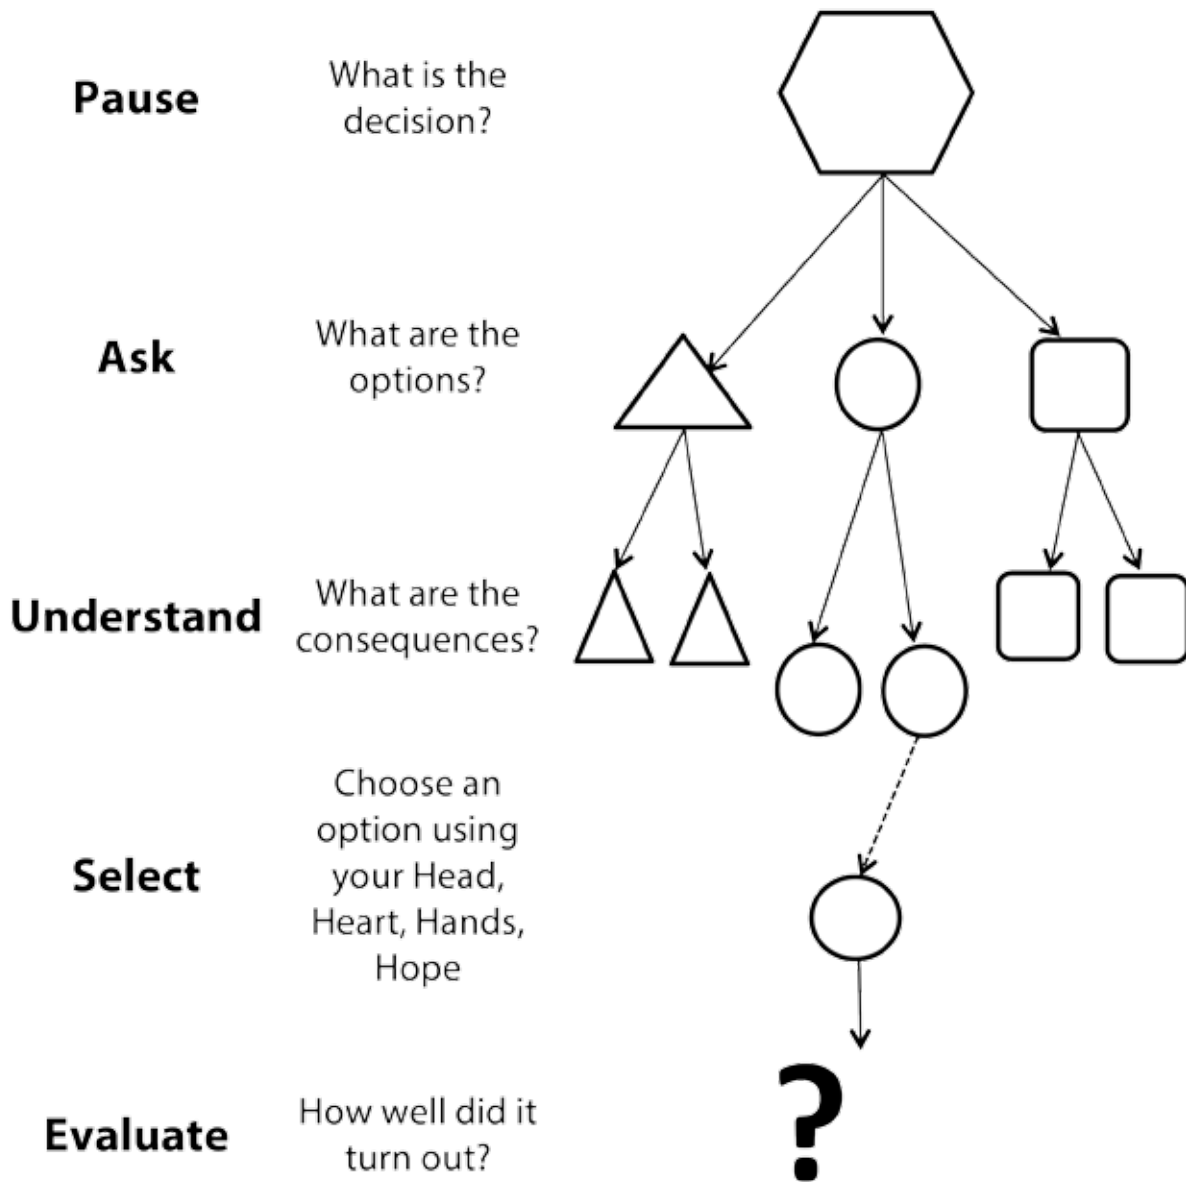 Pause
What is the
decision?
Ask
What are the
options?
Understand
What are the
consequences?
Select
Choose an
option using
your Head,
Heart, Hands,
Hope
Evaluate
How well did it
turn out?
?